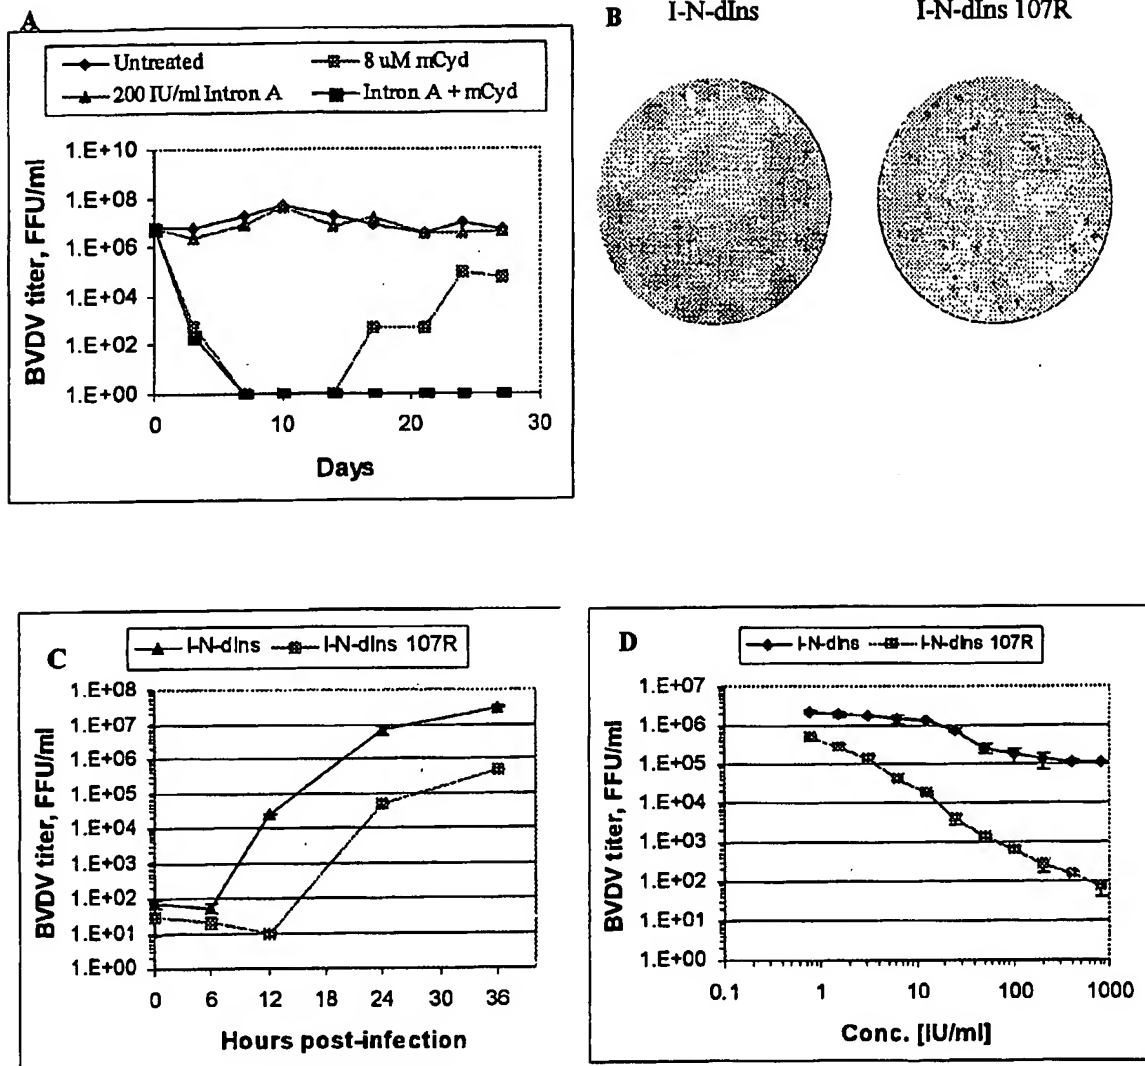 A
Untreated
8 uM mCyd
200 IU/ml Intron A
Intron A + mCyd
BVDV titer, FFU/ml
1.E+10
1.E+08
1.E+06
1.E+04
1.E+02
1.E+00
0 10 20 30
Days
B
I-N-dIns
I-N-dIns 107R
C
I-N-dIns
I-N-dIns 107R
BVDV titer, FFU/ml
1.E+08
1.E+07
1.E+06
1.E+05
1.E+04
1.E+03
1.E+02
1.E+01
1.E+00
0 6 12 18 24 30 36
Hours post-infection
D
I-N-dIns
I-N-dIns 107R
BVDV titer, FFU/ml
1.E+07
1.E+06
1.E+05
1.E+04
1.E+03
1.E+02
1.E+01
1.E+00
0.1 1 10 100 1000
Conc. [IU/ml]